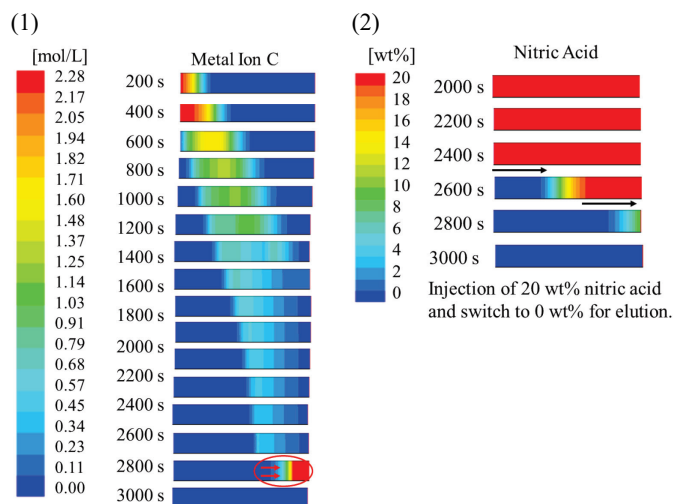 (1)
[mol/L]
Metal Ion C
2.28
2.17
2.05
1.94
1.82
1.71
1.60
1.48
1.37
1.25
1.14
1.03
0.91
0.79
0.68
0.57
0.45
0.34
0.23
0.11
0.00
200 s
400 s
600 s
800 s
1000 s
1200 s
1400 s
1600 s
1800 s
2000 s
2200 s
2400 s
2600 s
2800 s
3000 s
(2)
[wt%]
Nitric Acid
20
18
16
14
12
10
8
6
4
2
0
2000 s
2200 s
2400 s
2600 s
2800 s
3000 s
Injection of 20 wt% nitric acid
and switch to 0 wt% for elution.